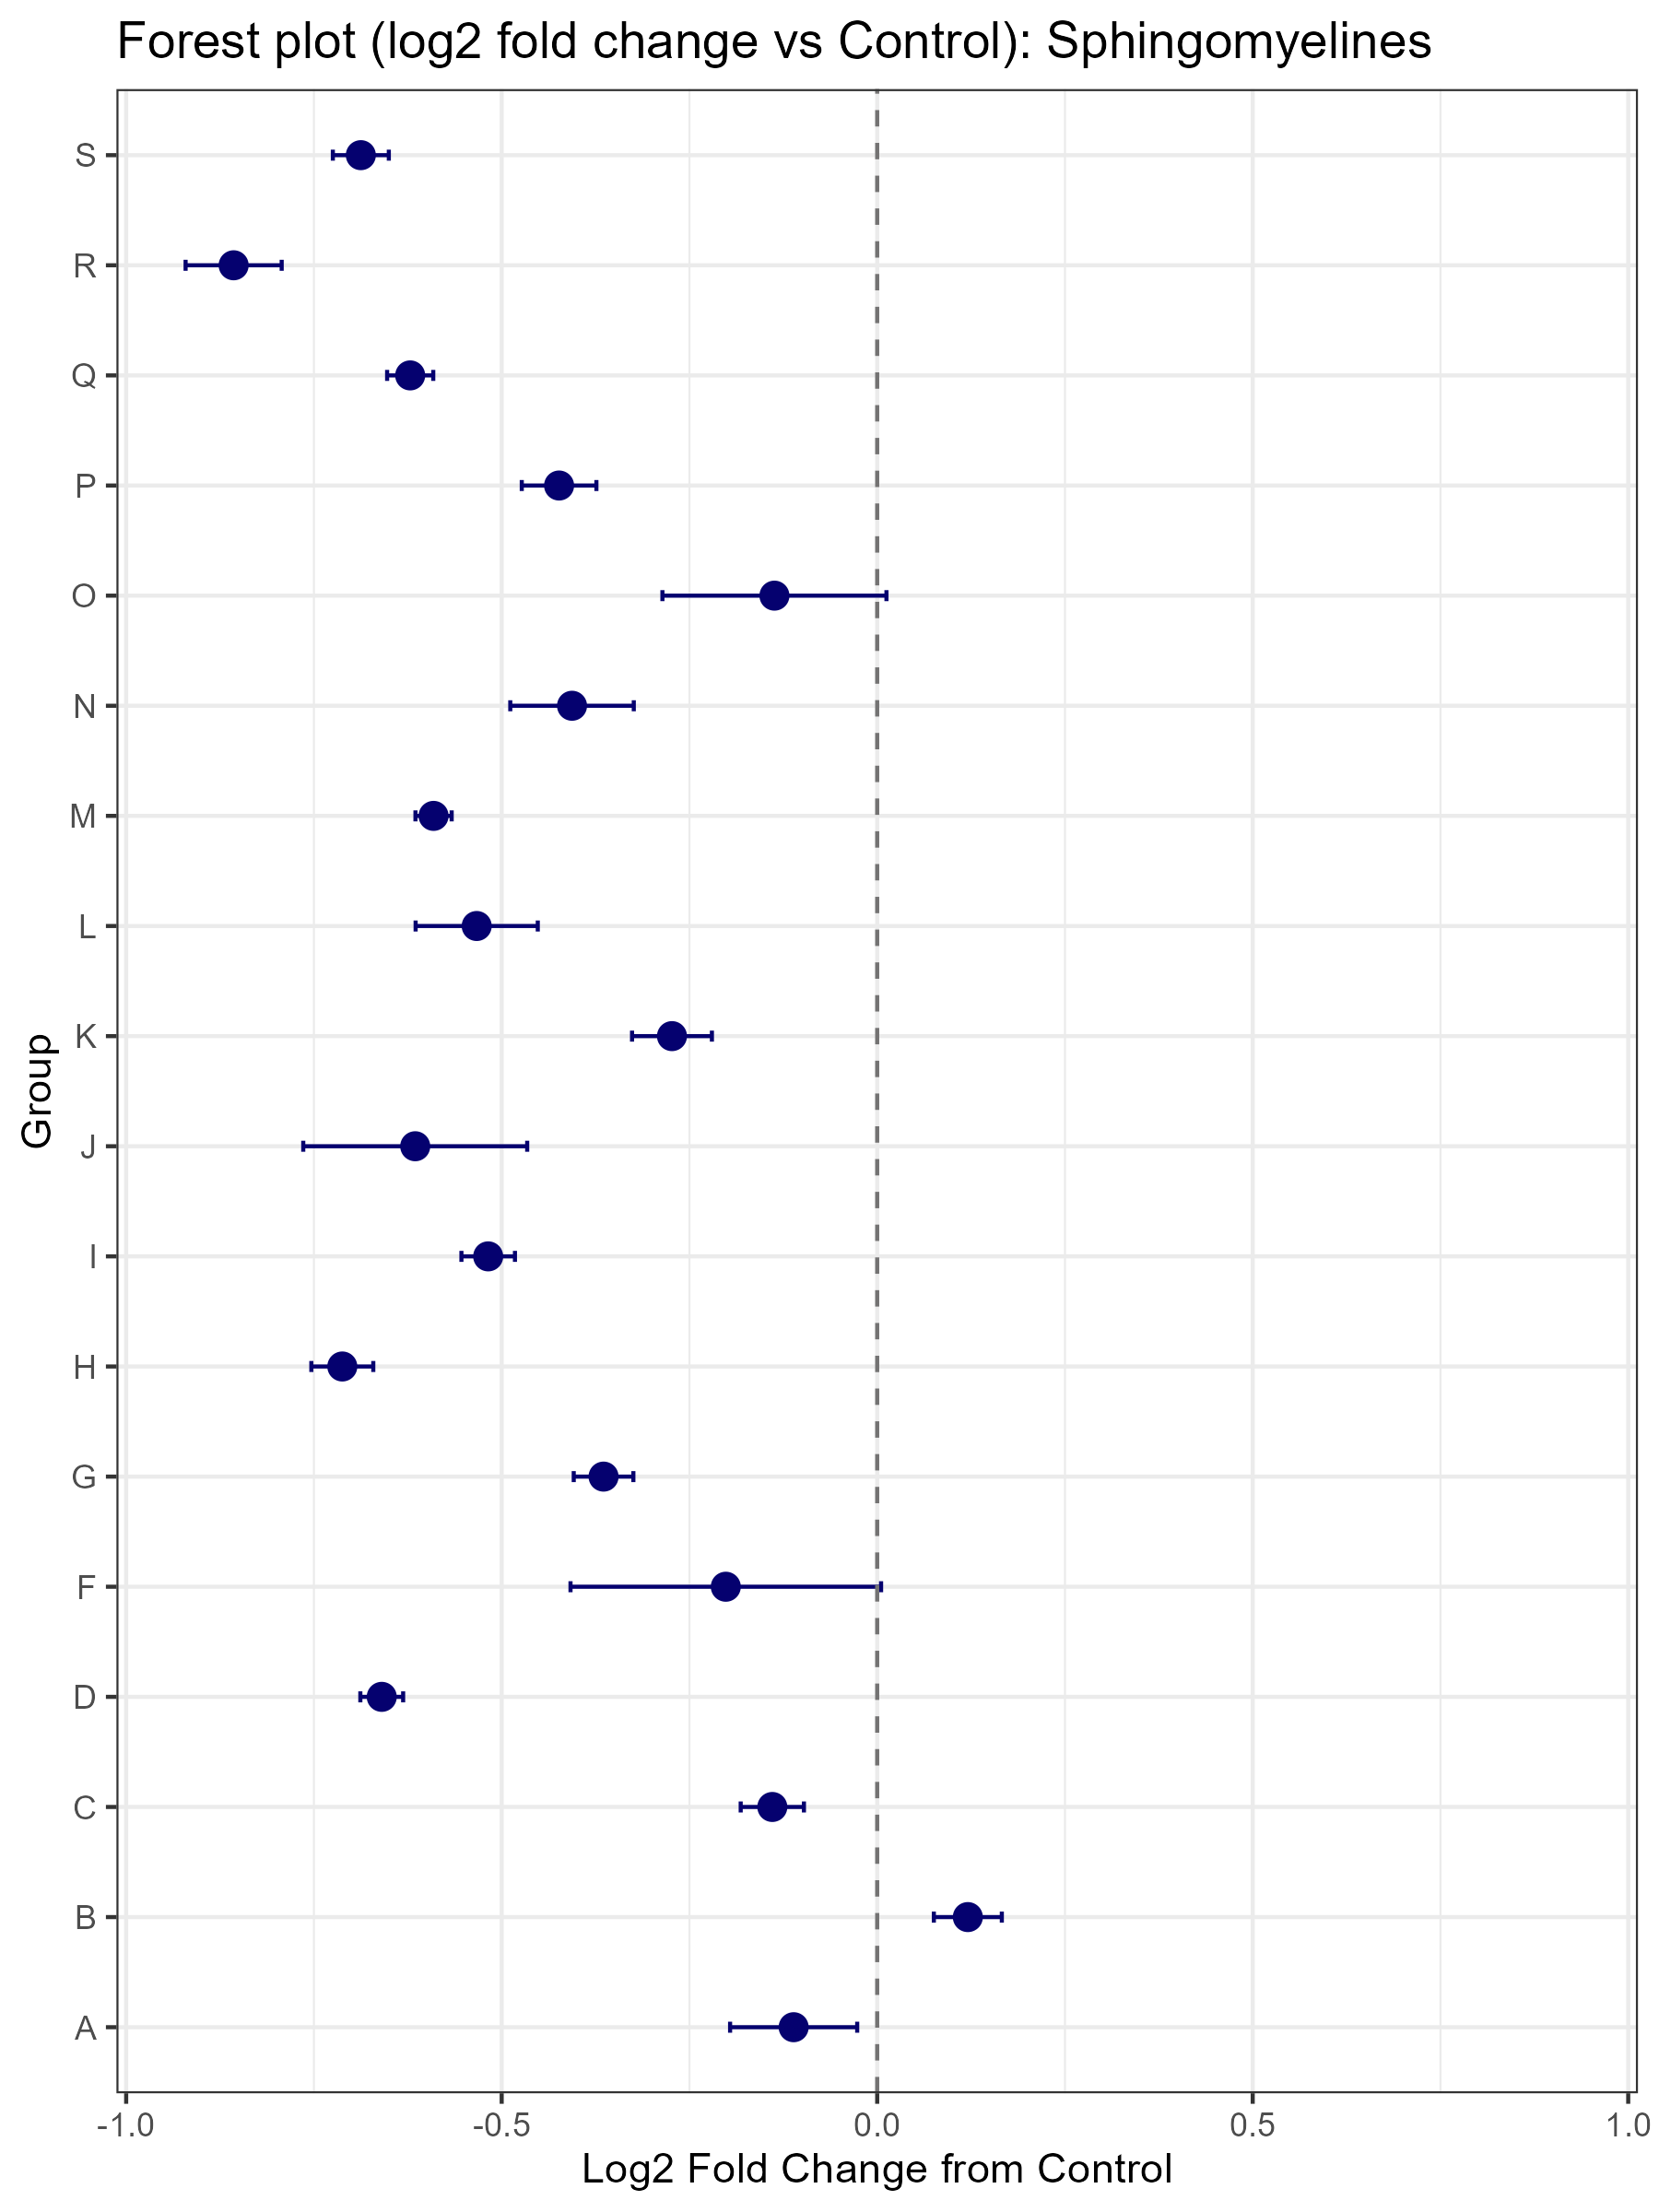 Forest plot (log2 fold change vs Control): Sphingomyelines
S
R
Q
P
O
N
M
L
K
J
I
H
G
F
D
C
B
A
Group
-1.0 -0.5 0.0 0.5 1.0
Log2 Fold Change from Control